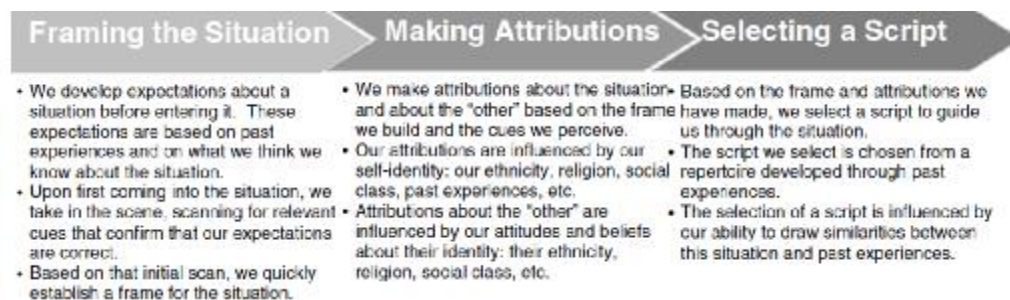 Framing the Situation
• We develop expectations about a
situation before entering it. These
expectations are based on past
experiences and on what we think we
know about the situation.
• Upon first coming into the situation, we
take in the scene, scanning for relevant
cues that confirm that our expectations
are correct.
• Based on that initial scan, we quickly
establish a frame for the situation.
Making Attributions
• We make attributions about the situation
and about the "other" based on the frame
we build and the cues we perceive.
• Our attributions are influenced by our
self-identity: our ethnicity, religion, social
class, past experiences, etc.
• Attributions about the "other" are
influenced by our attitudes and beliefs
about their identity: their ethnicity,
religion, social class, etc.
Selecting a Script
• Based on the frame and attributions we
have made, we select a script to guide
us through the situation.
• The script we select is chosen from a
repertoire developed through past
experiences.
• The selection of a script is influenced by
our ability to draw similarities between
this situation and past experiences.